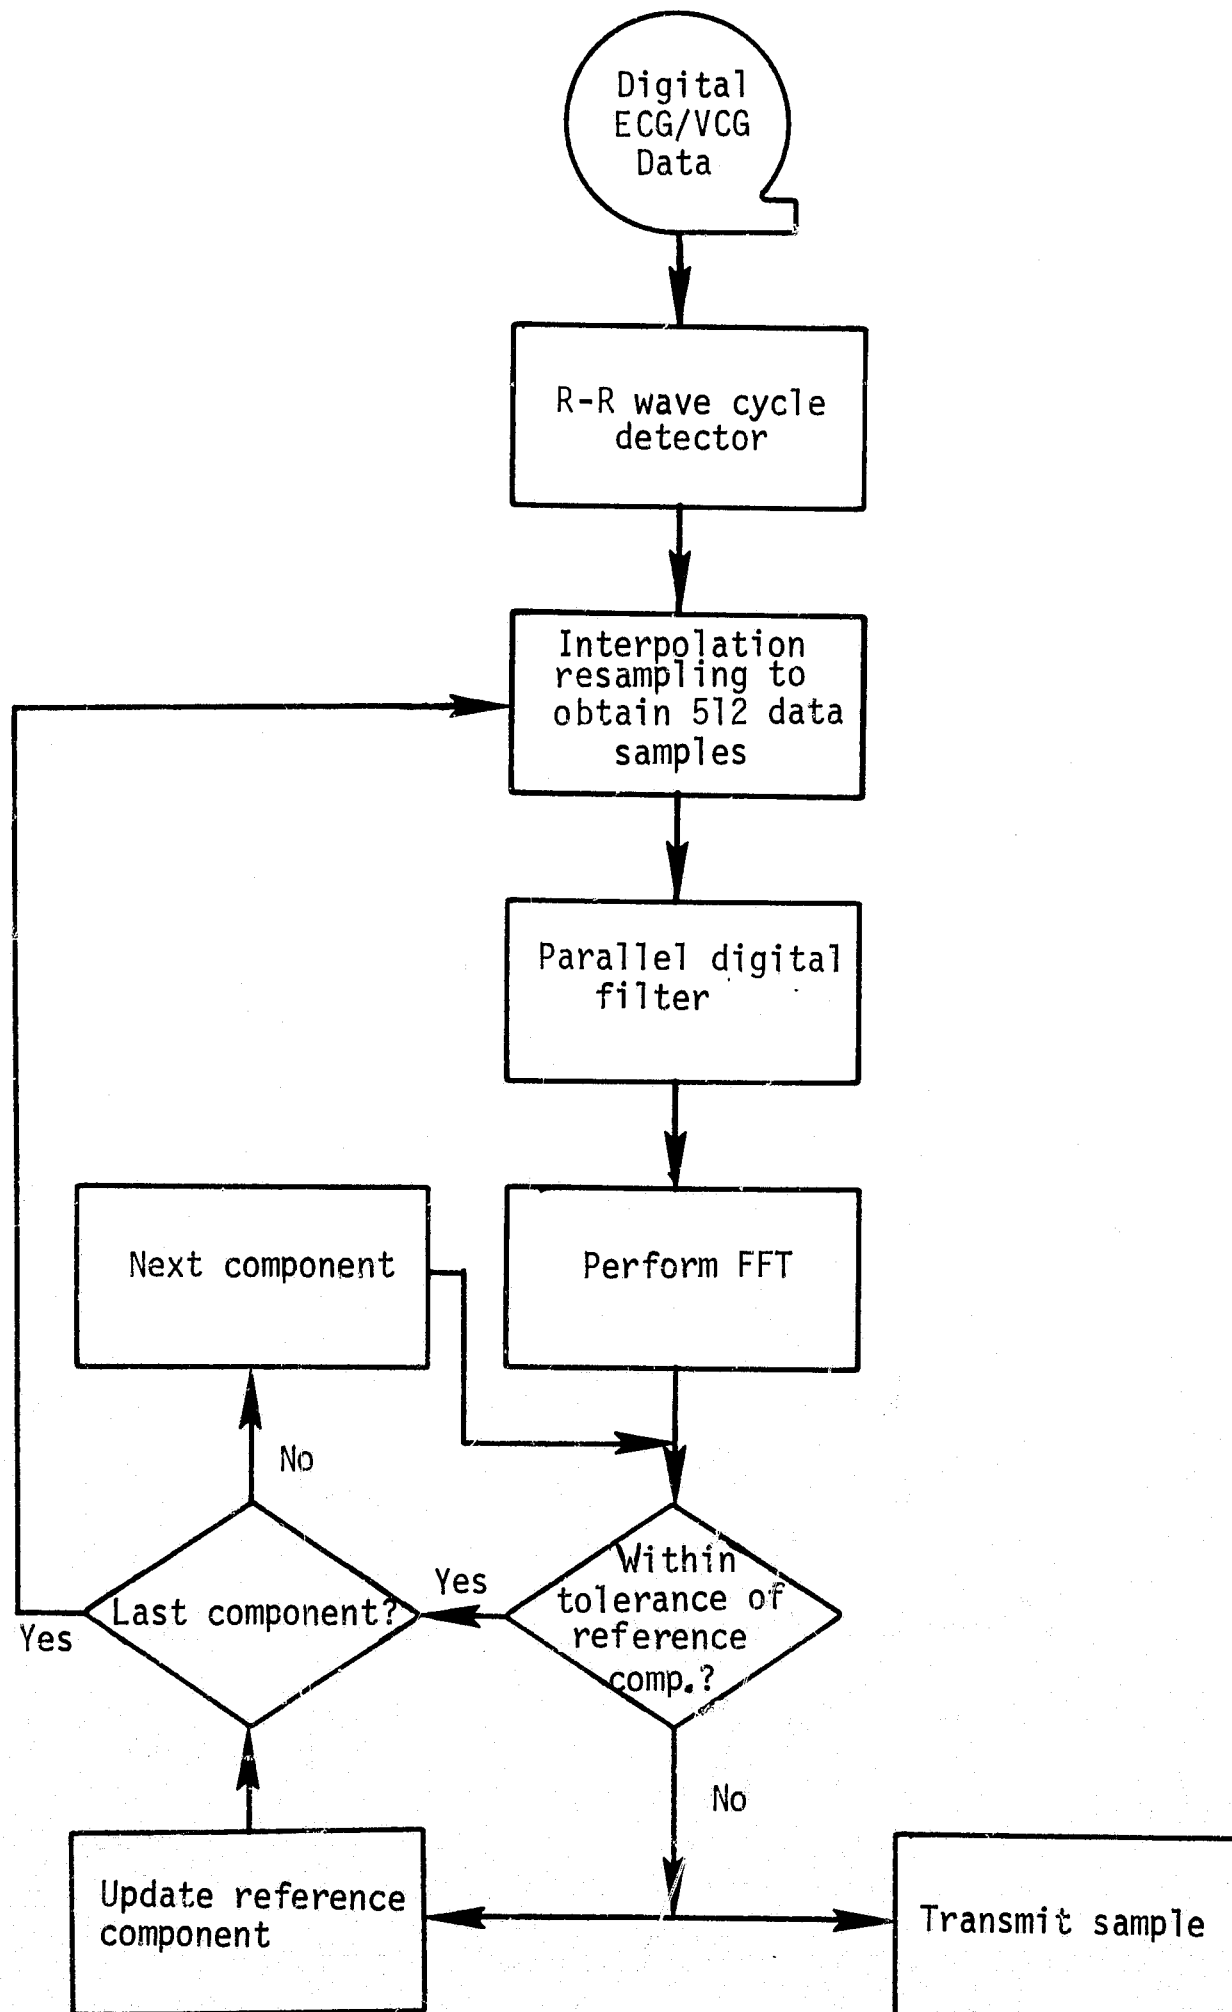 Digital
ECG/VCG
Data
R-R wave cycle
detector
Interpolation
resampling to
obtain 512 data
samples
Parallel digital
filter
Next component
Perform FFT
No
Within
tolerance of
reference
comp.?
Yes
Last component?
Yes
No
Update reference
component
Transmit sample